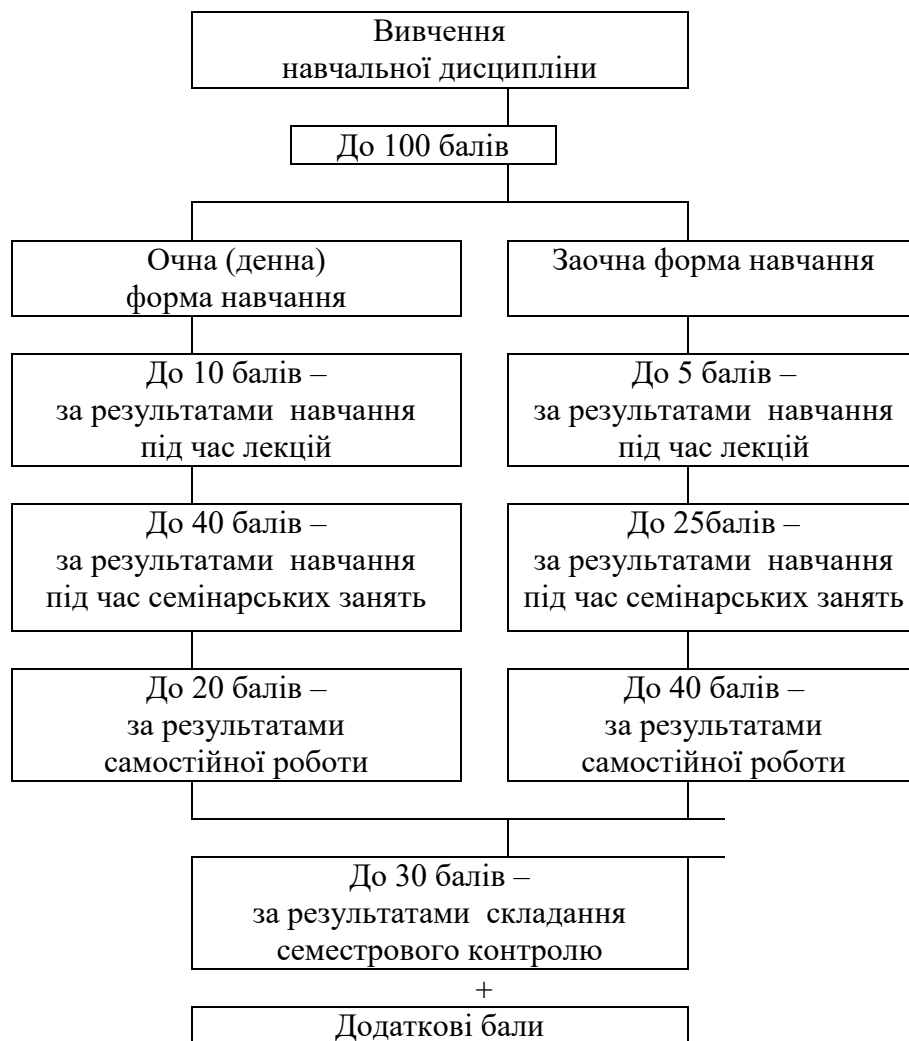 Вивчення
навчальної дисципліни
До 100 балів
Очна (денна)
форма навчання
Заочна форма навчання
До 10 балів –
за результатами навчання
під час лекцій
До 5 балів –
за результатами навчання
під час лекцій
До 40 балів –
за результатами навчання
під час семінарських занять
До 25балів –
за результатами навчання
під час семінарських занять
До 20 балів –
за результатами
самостійної роботи
До 40 балів –
за результатами
самостійної роботи
До 30 балів –
за результатами складання
семестрового контролю
+
Додаткові бали